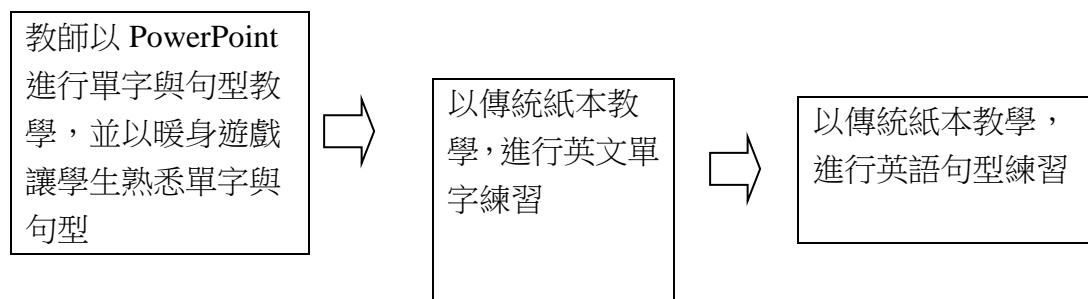 教師以 PowerPoint
進行單字與句型教
學，並以暖身遊戲
讓學生熟悉單字與
句型
以傳統紙本教
學，進行英文單
字練習
以傳統紙本教學，
進行英語句型練習